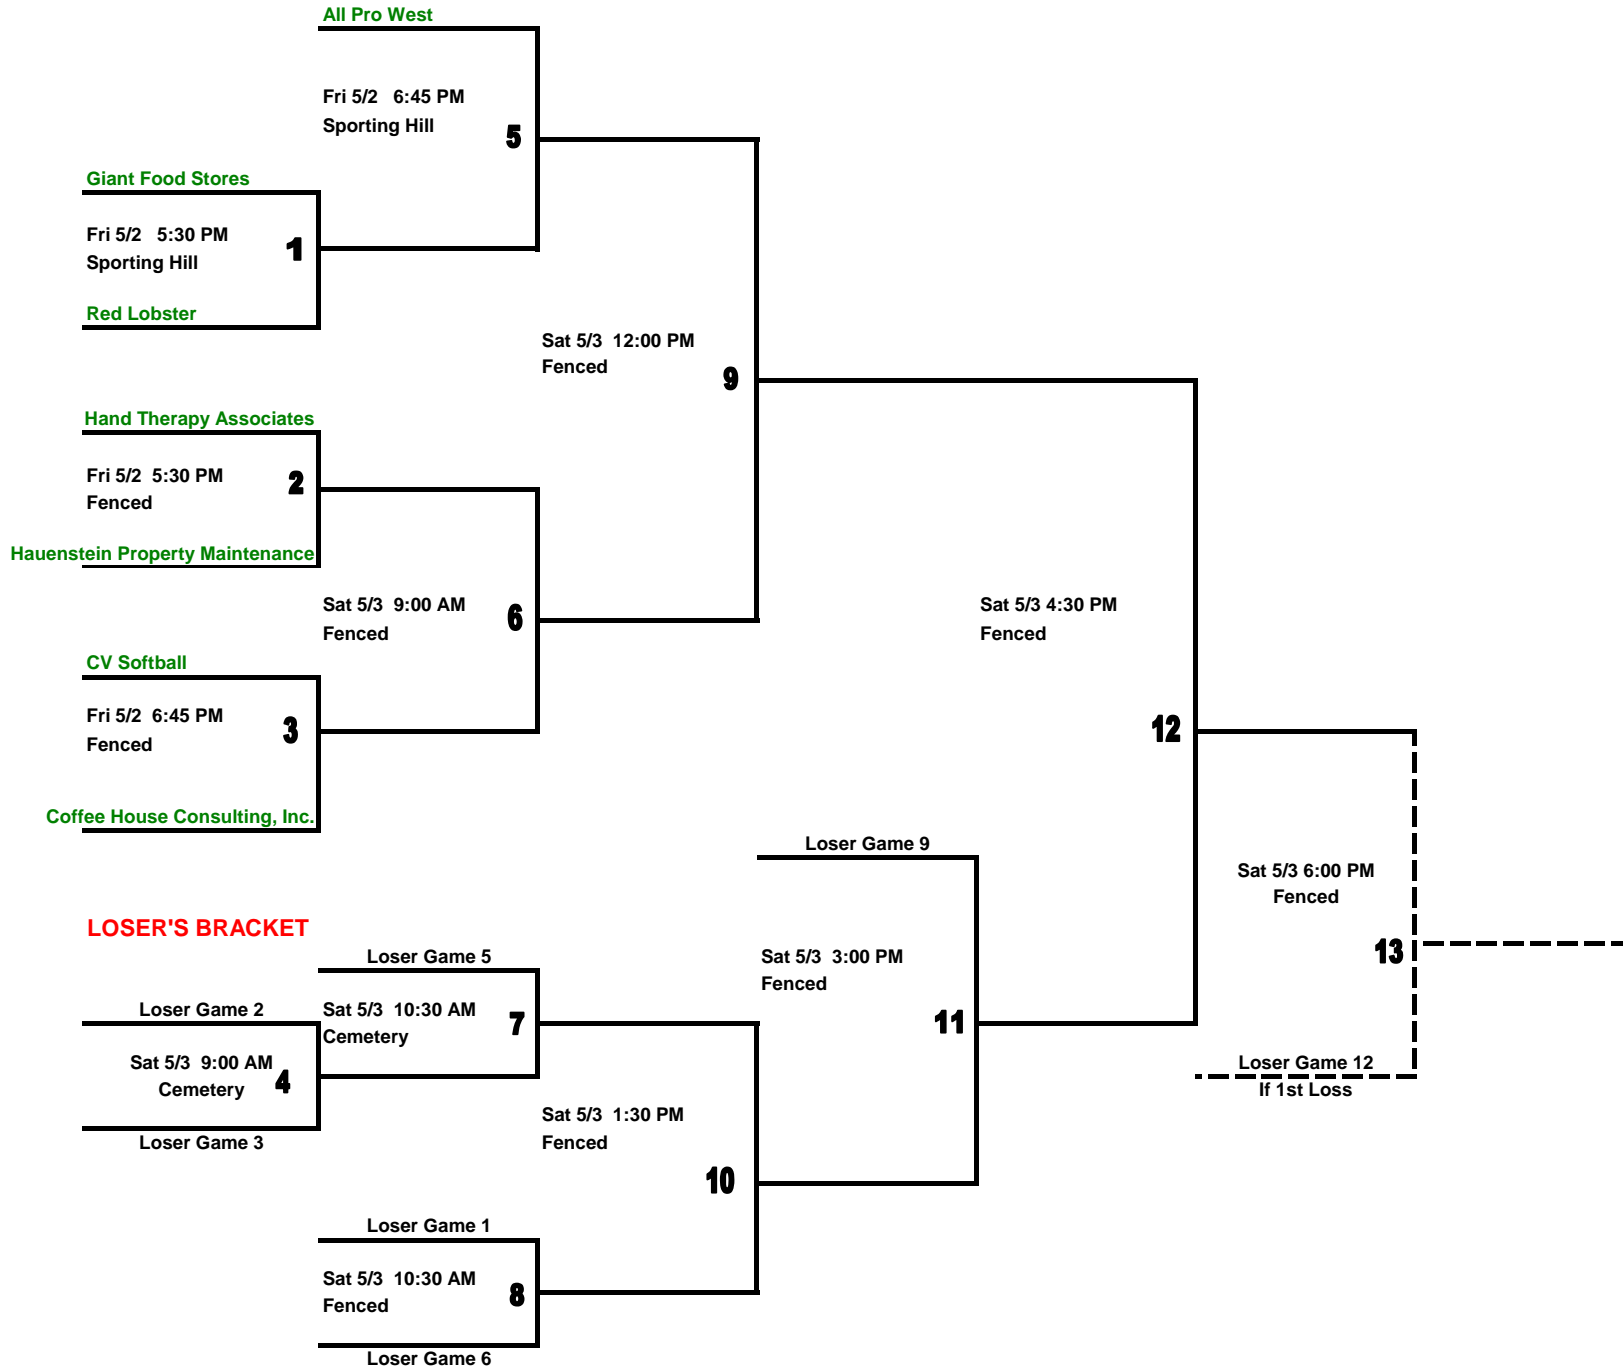 All Pro West
Fri 5/2   6:45 PM
Sporting Hill
5
Giant Food Stores
Fri 5/2   5:30 PM
Sporting Hill
1
Red Lobster
Sat 5/3  12:00 PM
Fenced
9
Hand Therapy Associates
Fri 5/2  5:30 PM
Fenced
2
Hauenstein Property Maintenance
Sat 5/3  9:00 AM
Fenced
6
Sat 5/3 4:30 PM
Fenced
CV Softball
Fri 5/2  6:45 PM
Fenced
3
12
Coffee House Consulting, Inc.
Loser Game 9
Sat 5/3 6:00 PM
Fenced
13
LOSER'S BRACKET
Loser Game 5
Sat 5/3  3:00 PM
Fenced
11
Loser Game 2
Sat 5/3  10:30 AM
Cemetery
7
Sat 5/3  9:00 AM
Cemetery
4
Loser Game 12
If 1st Loss
Loser Game 3
Sat 5/3  1:30 PM
Fenced
10
Loser Game 1
Sat 5/3  10:30 AM
Fenced
8
Loser Game 6